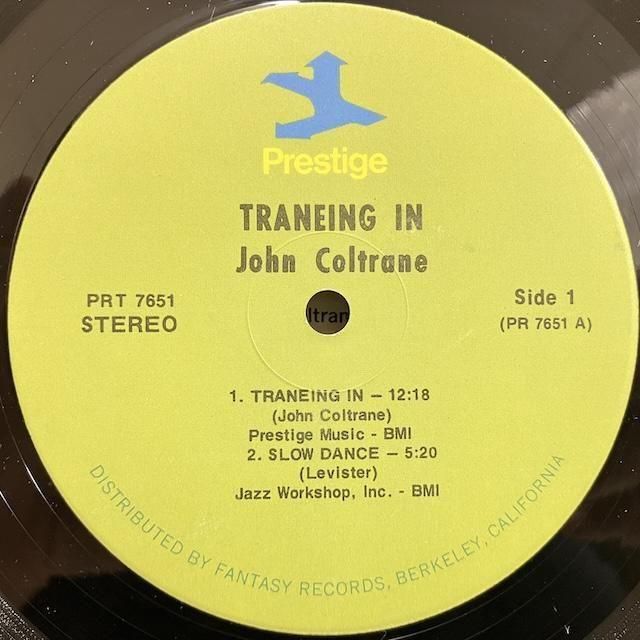 Prestige
TRANEING IN
John Coltrane
PRT 7651
STEREO
Side 1
(PR 7651 A)
ltran
1. TRANEING IN – 12:18
(John Coltrane)
Prestige Music - BMI
2. SLOW DANCE – 5:20
(Levister)
Jazz Workshop, Inc. - BMI
DISTRIBUTED BY FANTASY RECORDS, BERKELEY, CALIFORNIA